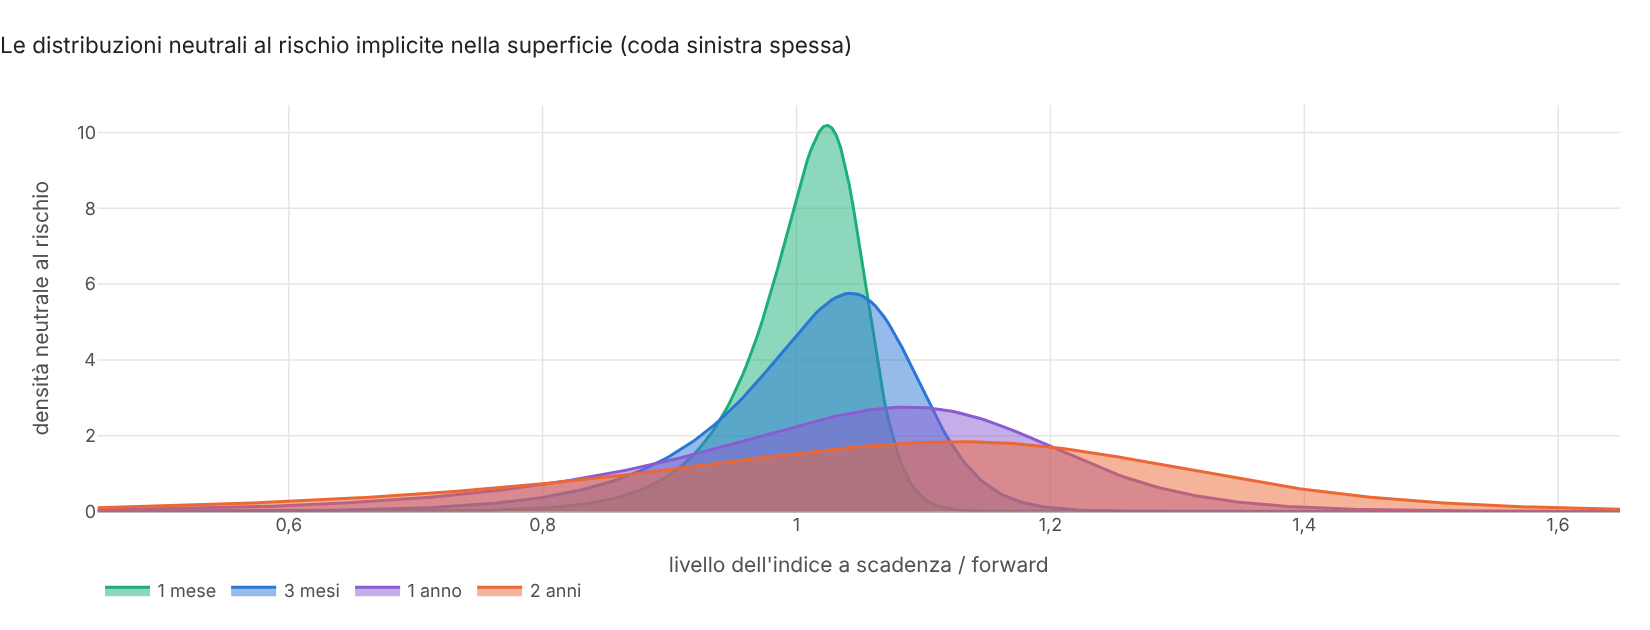 Le distribuzioni neutrali al rischio implicite nella superficie (coda sinistra spessa)
densità neutrale al rischio
10
8
6
4
2
0
0,6
0,8
1
1,2
1,4
1,6
livello dell'indice a scadenza / forward
1 mese
3 mesi
1 anno
2 anni